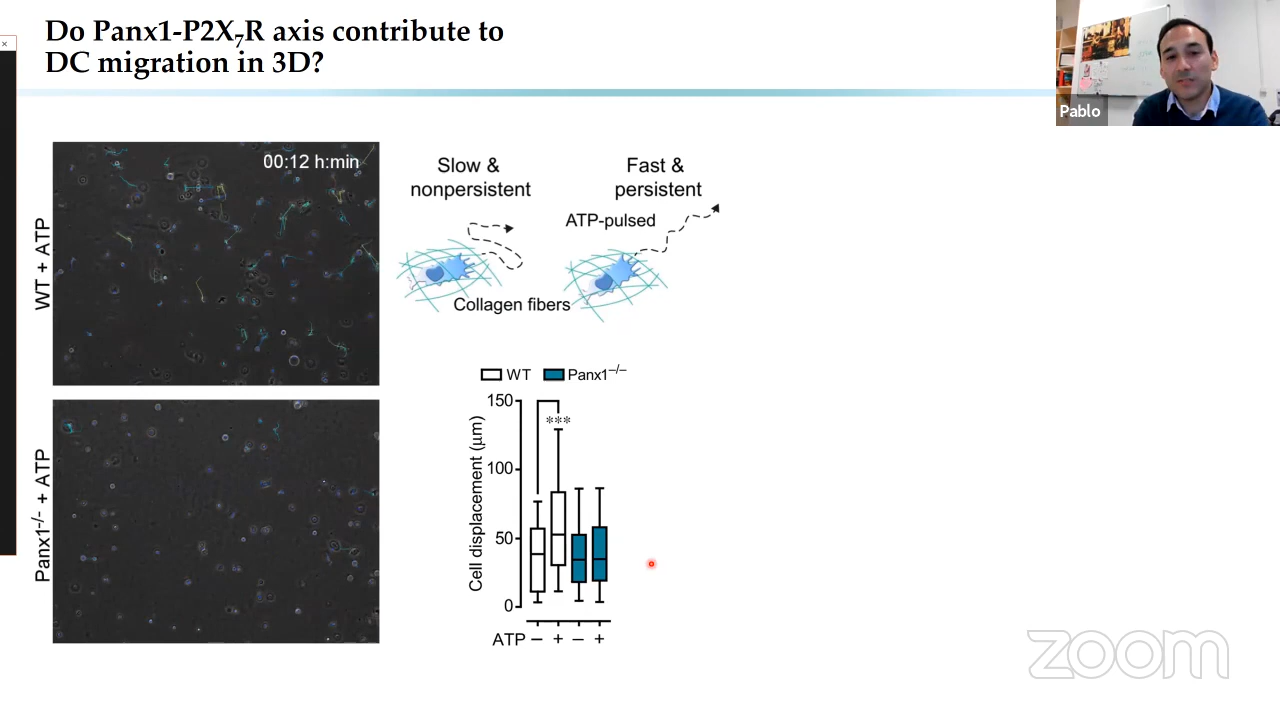 Do Panx1-P2X₇R axis contribute to
DC migration in 3D?
Pablo
WT + ATP
00:12 h:min
Slow &
nonpersistent
Fast &
persistent
ATP-pulsed
Collagen fibers
Panx1⁻/⁻ + ATP
WT
Panx1⁻/⁻
Cell displacement (μm)
150
100
50
0
***
ATP – + – +
zoom